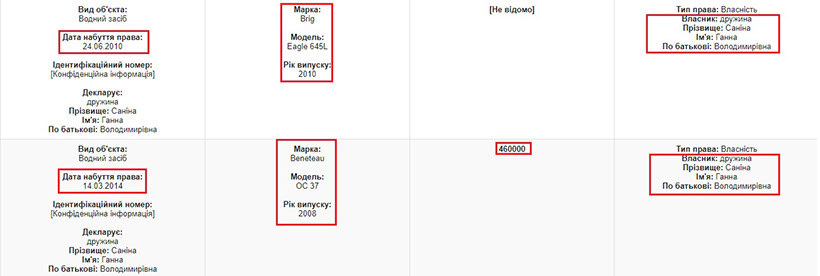 Вид об'єкта:
Водний засіб
Дата набуття права:
24.06.2010
Ідентифікаційний номер:
[Конфіденційна інформація]
Декларує:
дружина
Прізвище: Саніна
Ім'я: Ганна
По батькові: Володимирівна
Марка:
Brig
Модель:
Eagle 645L
Рік випуску:
2010
[Не відомо]
Тип права: Власність
Власник: дружина
Прізвище: Саніна
Ім'я: Ганна
По батькові: Володимирівна
Вид об'єкта:
Водний засіб
Дата набуття права:
14.03.2014
Ідентифікаційний номер:
[Конфіденційна інформація]
Декларує:
дружина
Прізвище: Саніна
Ім'я: Ганна
По батькові: Володимирівна
Марка:
Beneteau
Модель:
OC 37
Рік випуску:
2008
460000
Тип права: Власність
Власник: дружина
Прізвище: Саніна
Ім'я: Ганна
По батькові: Володимирівна